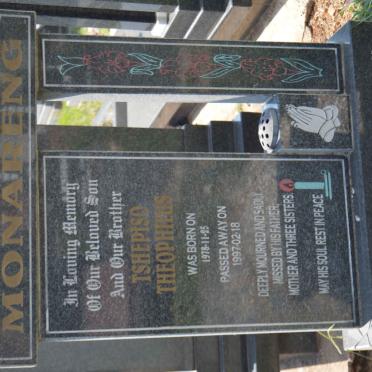 MONARENG
In Loving Memory
Of Our Beloved Son
And Our Brother
TSHEPISO
THEOPHILUS
WAS BORN ON
1978-11-25
PASSED AWAY ON
1997-02-18
DEEPLY MOURNED AND SADLY
MISSED BY HIS FATHER,
MOTHER AND THREE SISTERS
MAY HIS SOUL REST IN PEACE